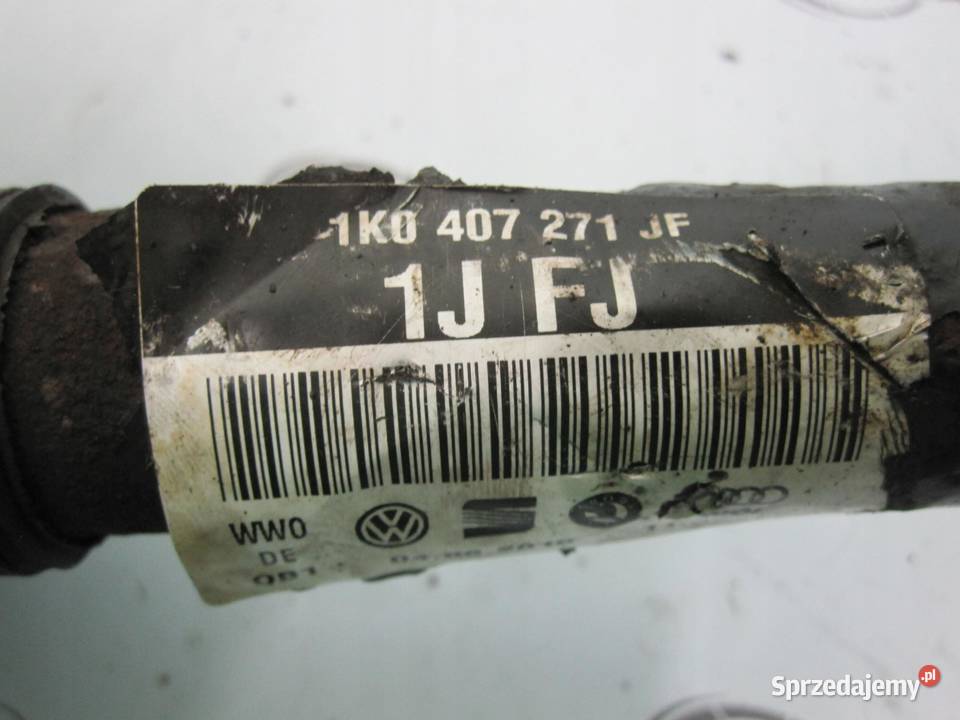 1K0 407 271 JF
1J FJ
WW0
DE
Sprzedajemy.pl